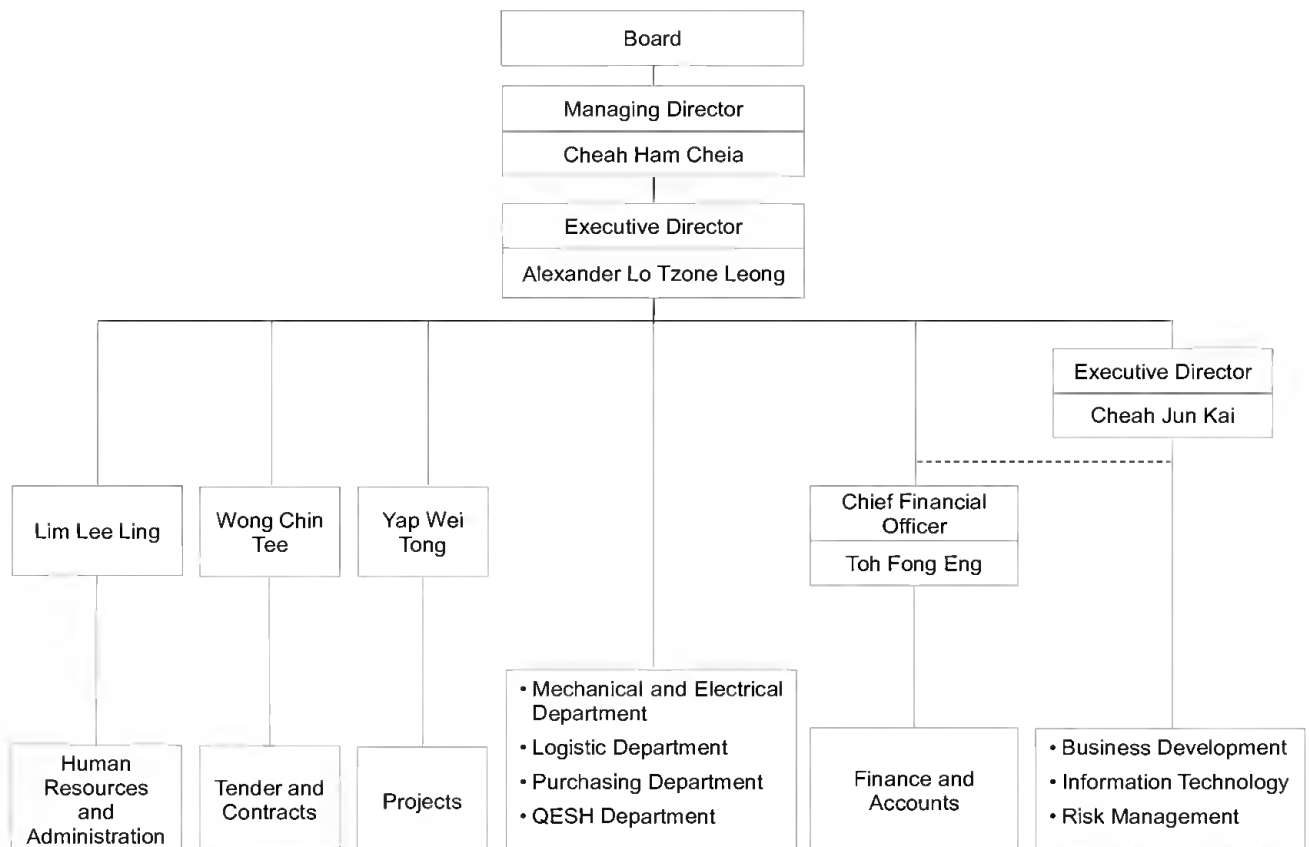 Board
Managing Director
Cheah Ham Cheia
Executive Director
Alexander Lo Tzone Leong
Executive Director
Cheah Jun Kai
Lim Lee Ling
Wong Chin
Tee
Yap Wei
Tong
Chief Financial
Officer
Toh Fong Eng
Human
Resources
and
Administration
Tender and
Contracts
Projects
• Mechanical and Electrical
Department
• Logistic Department
• Purchasing Department
• QESH Department
Finance and
Accounts
• Business Development
• Information Technology
• Risk Management